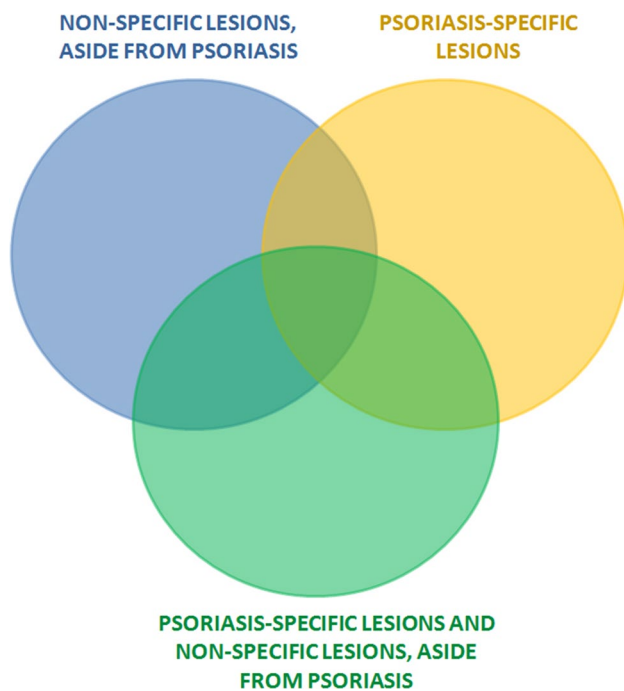 NON-SPECIFIC LESIONS,
ASIDE FROM PSORIASIS
PSORIASIS-SPECIFIC
LESIONS
PSORIASIS-SPECIFIC LESIONS AND
NON-SPECIFIC LESIONS, ASIDE
FROM PSORIASIS